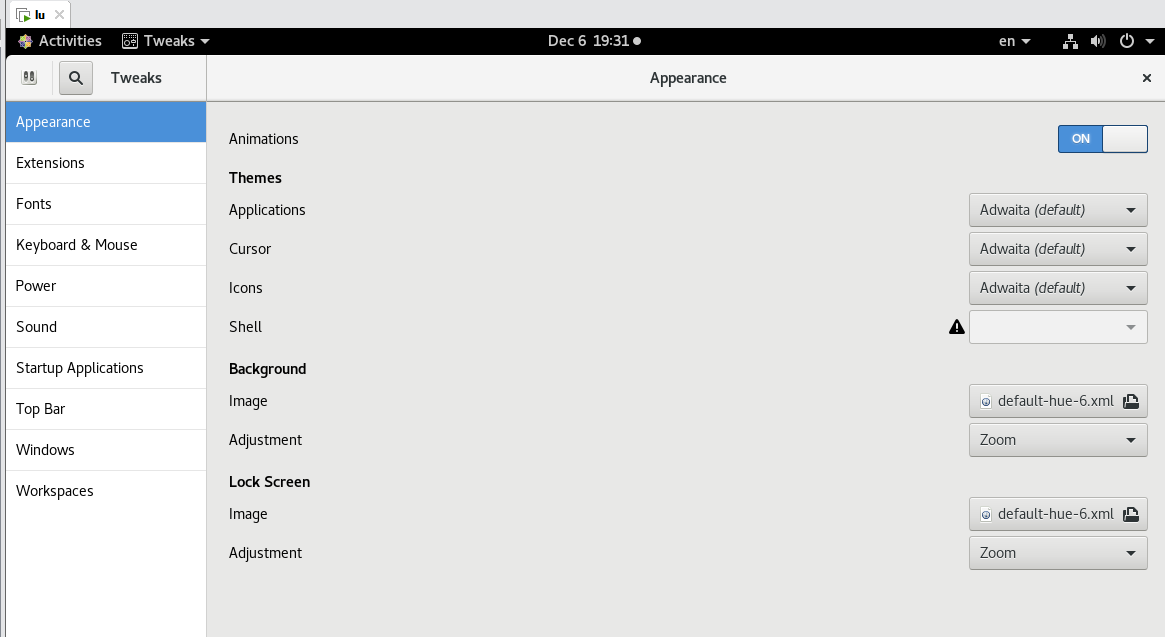 lu
Activities Tweaks Dec 6 19:31 en
Tweaks Appearance
Appearance
Extensions
Fonts
Keyboard & Mouse
Power
Sound
Startup Applications
Top Bar
Windows
Workspaces
Animations ON
Themes
Applications Adwaita (default)
Cursor Adwaita (default)
Icons Adwaita (default)
Shell
Background
Image default-hue-6.xml
Adjustment Zoom
Lock Screen
Image default-hue-6.xml
Adjustment Zoom